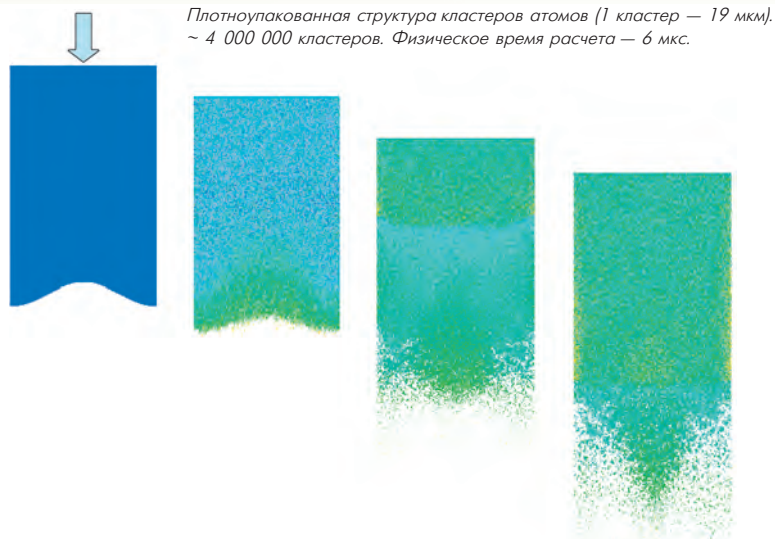 Плотноупакованная структура кластеров атомов (1 кластер — 19 мкм).
~ 4 000 000 кластеров. Физическое время расчета — 6 мкс.